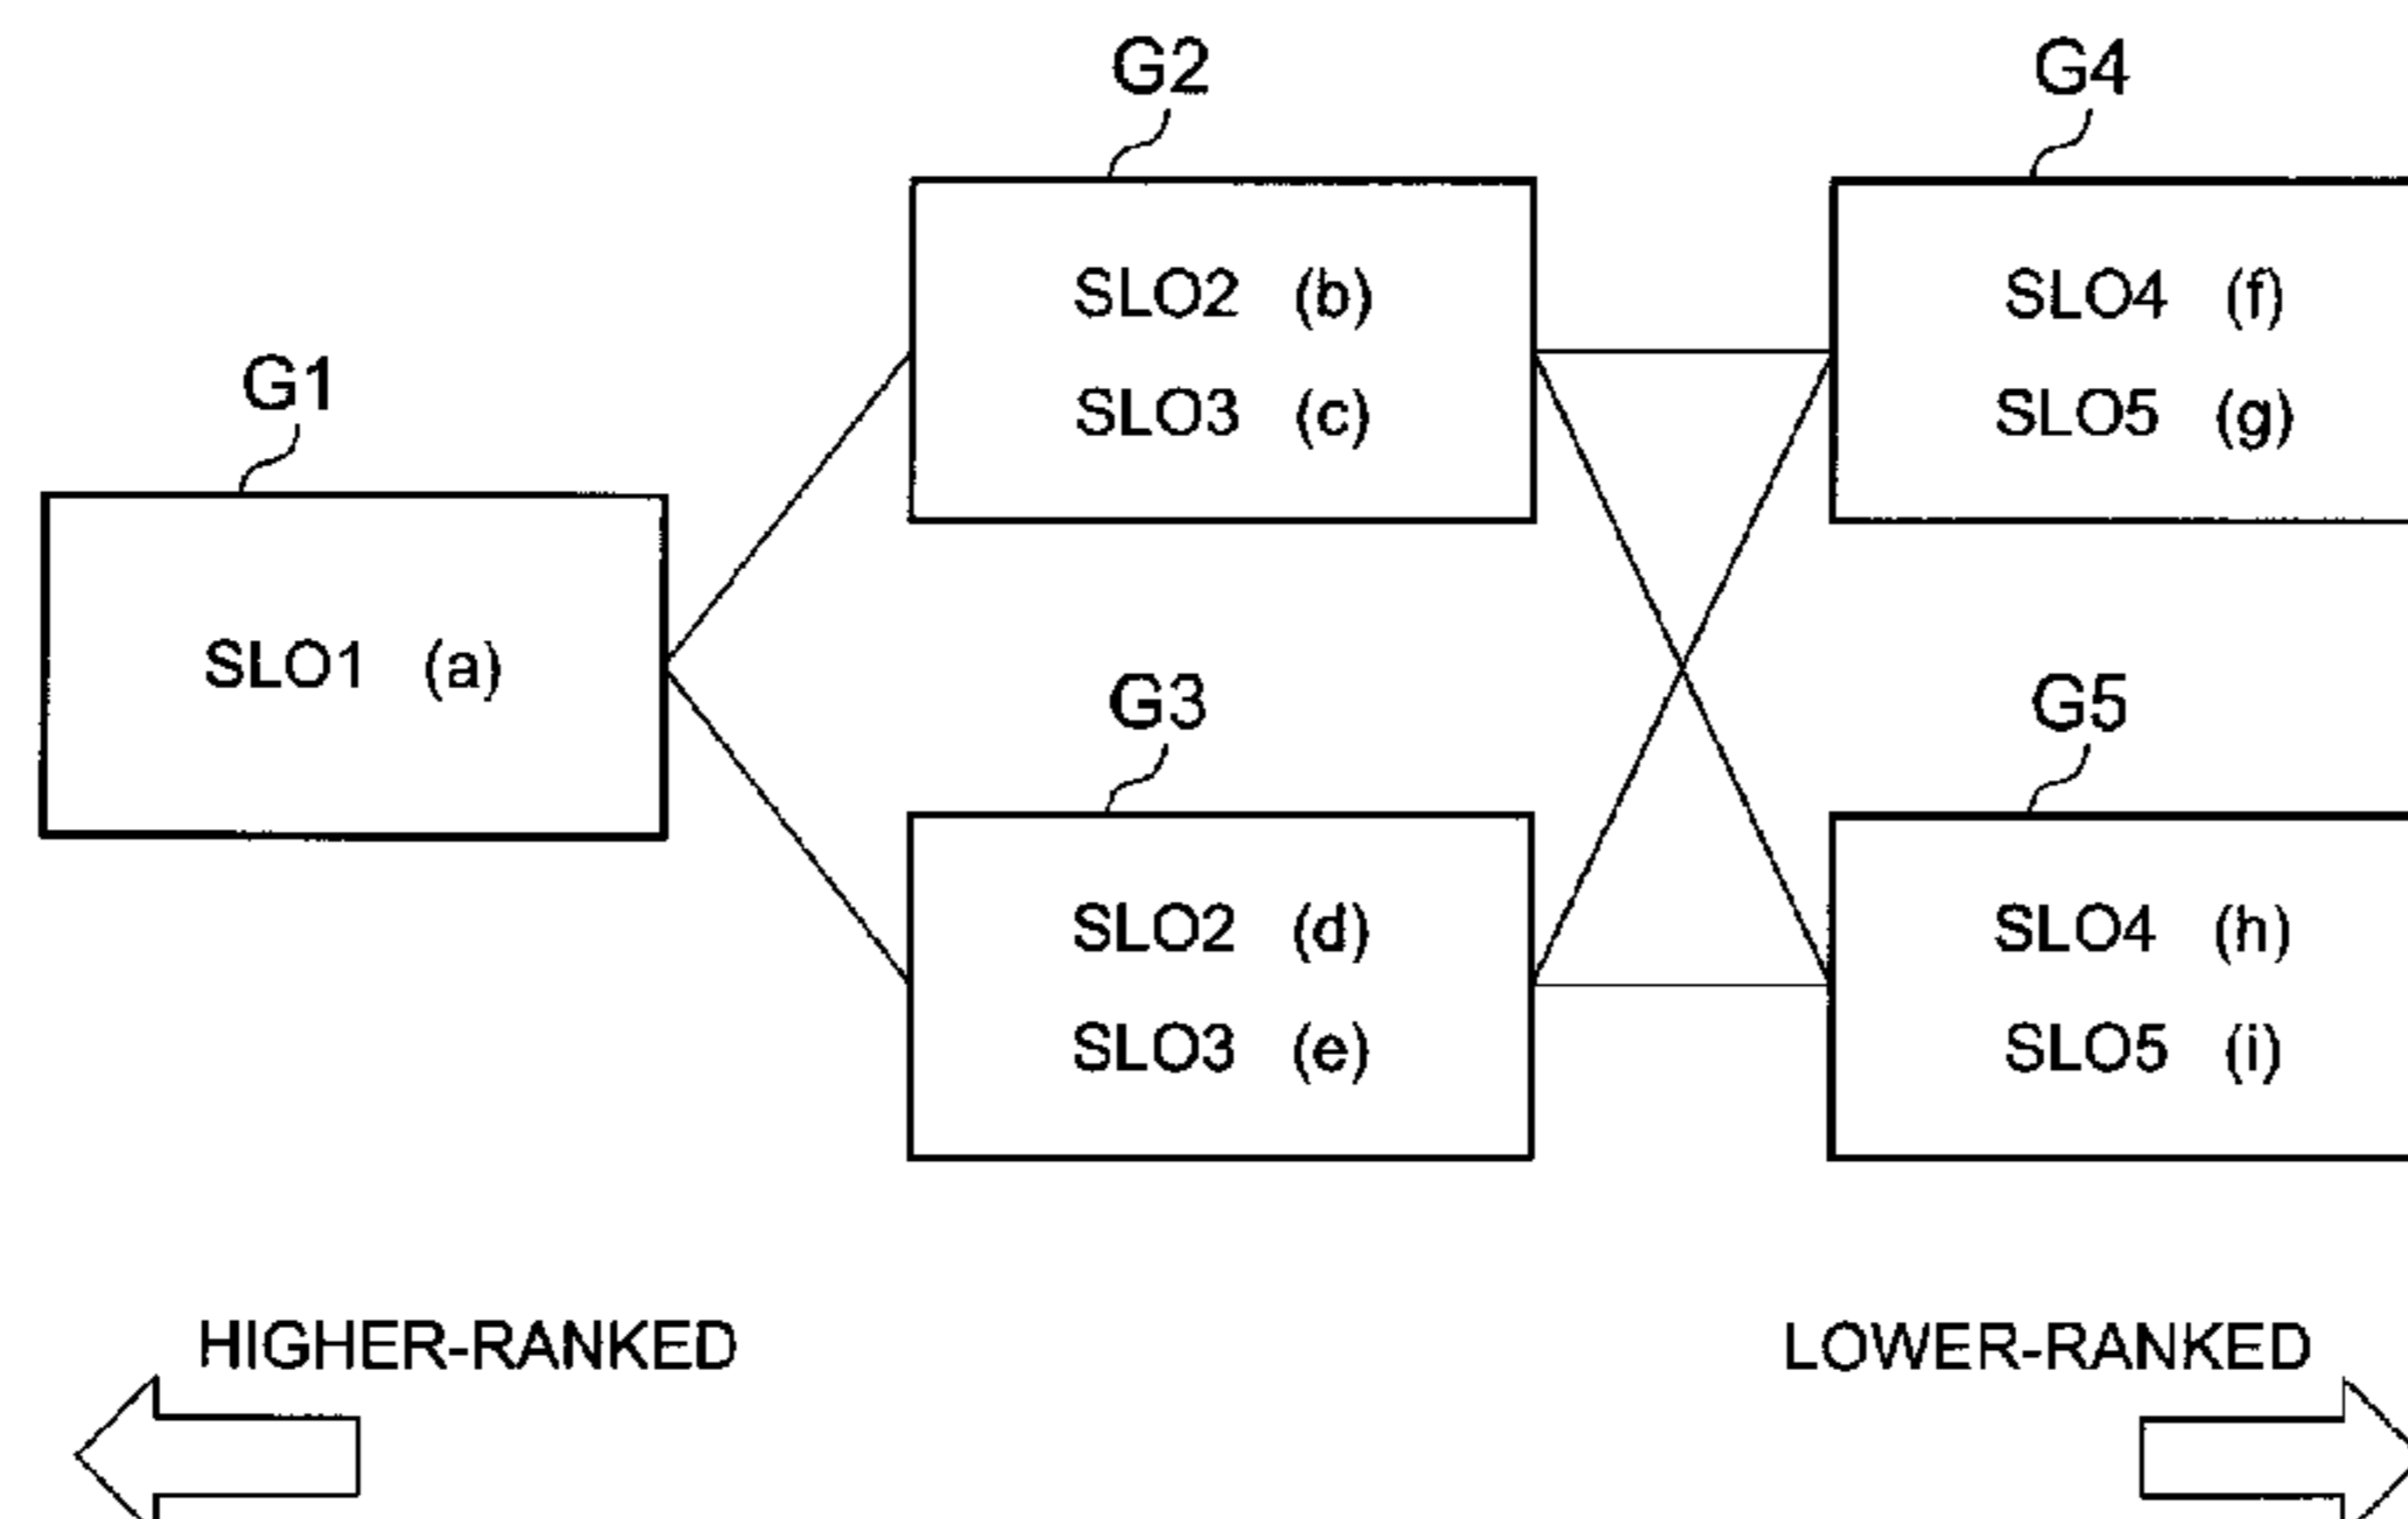 G1
SLO1 (a)
G2
SLO2 (b)
SLO3 (c)
G3
SLO2 (d)
SLO3 (e)
G4
SLO4 (f)
SLO5 (g)
G5
SLO4 (h)
SLO5 (i)
HIGHER-RANKED
LOWER-RANKED